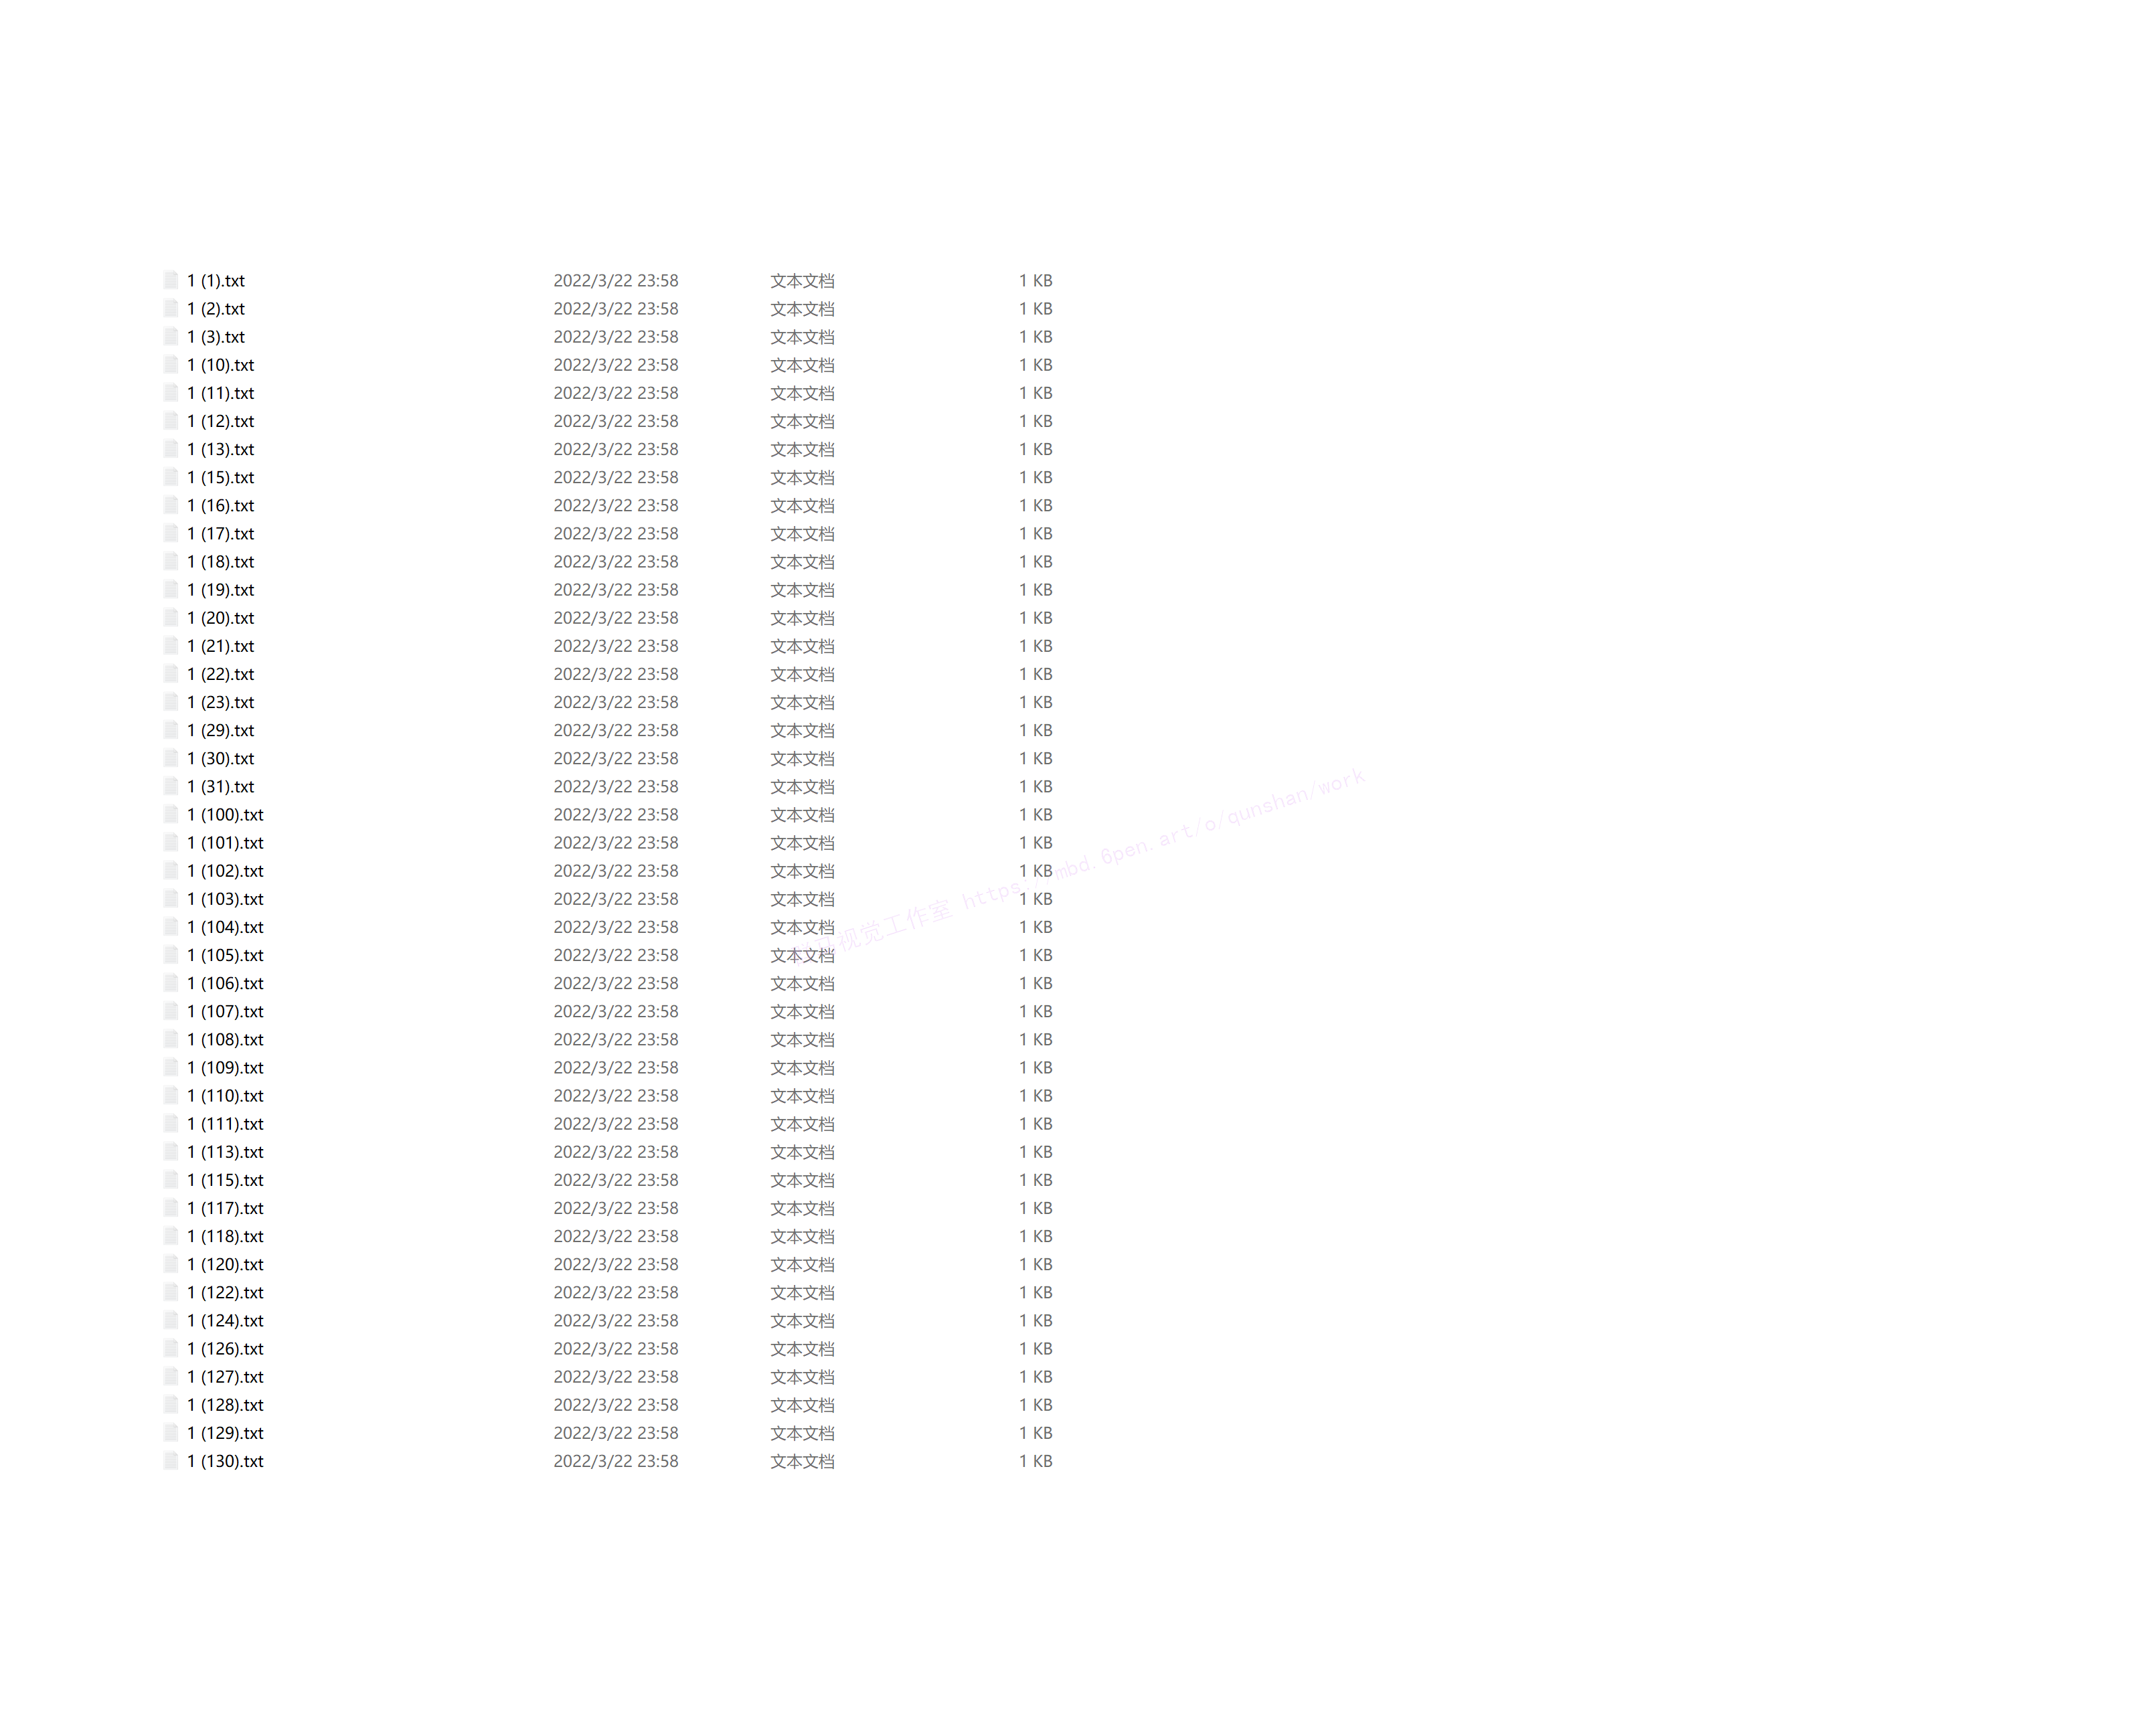 1 (1).txt 2022/3/22 23:58 文本文档 1 KB
1 (2).txt 2022/3/22 23:58 文本文档 1 KB
1 (3).txt 2022/3/22 23:58 文本文档 1 KB
1 (10).txt 2022/3/22 23:58 文本文档 1 KB
1 (11).txt 2022/3/22 23:58 文本文档 1 KB
1 (12).txt 2022/3/22 23:58 文本文档 1 KB
1 (13).txt 2022/3/22 23:58 文本文档 1 KB
1 (15).txt 2022/3/22 23:58 文本文档 1 KB
1 (16).txt 2022/3/22 23:58 文本文档 1 KB
1 (17).txt 2022/3/22 23:58 文本文档 1 KB
1 (18).txt 2022/3/22 23:58 文本文档 1 KB
1 (19).txt 2022/3/22 23:58 文本文档 1 KB
1 (20).txt 2022/3/22 23:58 文本文档 1 KB
1 (21).txt 2022/3/22 23:58 文本文档 1 KB
1 (22).txt 2022/3/22 23:58 文本文档 1 KB
1 (23).txt 2022/3/22 23:58 文本文档 1 KB
1 (29).txt 2022/3/22 23:58 文本文档 1 KB
1 (30).txt 2022/3/22 23:58 文本文档 1 KB
1 (31).txt 2022/3/22 23:58 文本文档 1 KB
1 (100).txt 2022/3/22 23:58 文本文档 1 KB
1 (101).txt 2022/3/22 23:58 文本文档 1 KB
1 (102).txt 2022/3/22 23:58 文本文档 1 KB
1 (103).txt 2022/3/22 23:58 文本文档 1 KB
1 (104).txt 2022/3/22 23:58 文本文档 1 KB
1 (105).txt 2022/3/22 23:58 文本文档 1 KB
1 (106).txt 2022/3/22 23:58 文本文档 1 KB
1 (107).txt 2022/3/22 23:58 文本文档 1 KB
1 (108).txt 2022/3/22 23:58 文本文档 1 KB
1 (109).txt 2022/3/22 23:58 文本文档 1 KB
1 (110).txt 2022/3/22 23:58 文本文档 1 KB
1 (111).txt 2022/3/22 23:58 文本文档 1 KB
1 (113).txt 2022/3/22 23:58 文本文档 1 KB
1 (115).txt 2022/3/22 23:58 文本文档 1 KB
1 (117).txt 2022/3/22 23:58 文本文档 1 KB
1 (118).txt 2022/3/22 23:58 文本文档 1 KB
1 (120).txt 2022/3/22 23:58 文本文档 1 KB
1 (122).txt 2022/3/22 23:58 文本文档 1 KB
1 (124).txt 2022/3/22 23:58 文本文档 1 KB
1 (126).txt 2022/3/22 23:58 文本文档 1 KB
1 (127).txt 2022/3/22 23:58 文本文档 1 KB
1 (128).txt 2022/3/22 23:58 文本文档 1 KB
1 (129).txt 2022/3/22 23:58 文本文档 1 KB
1 (130).txt 2022/3/22 23:58 文本文档 1 KB
视觉工作室 https://mbd.6pen.art/o/qunshan/work